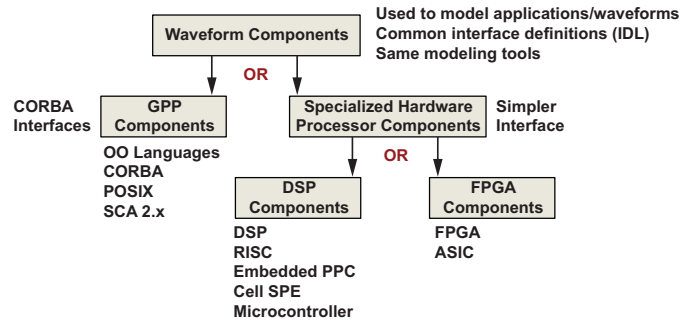 Waveform Components
Used to model applications/waveforms
Common interface definitions (IDL)
Same modeling tools
OR
CORBA
Interfaces
GPP
Components
Specialized Hardware
Processor Components
Simpler
Interface
OO Languages
CORBA
POSIX
SCA 2.x
OR
DSP
Components
FPGA
Components
DSP
RISC
Embedded PPC
Cell SPE
Microcontroller
FPGA
ASIC